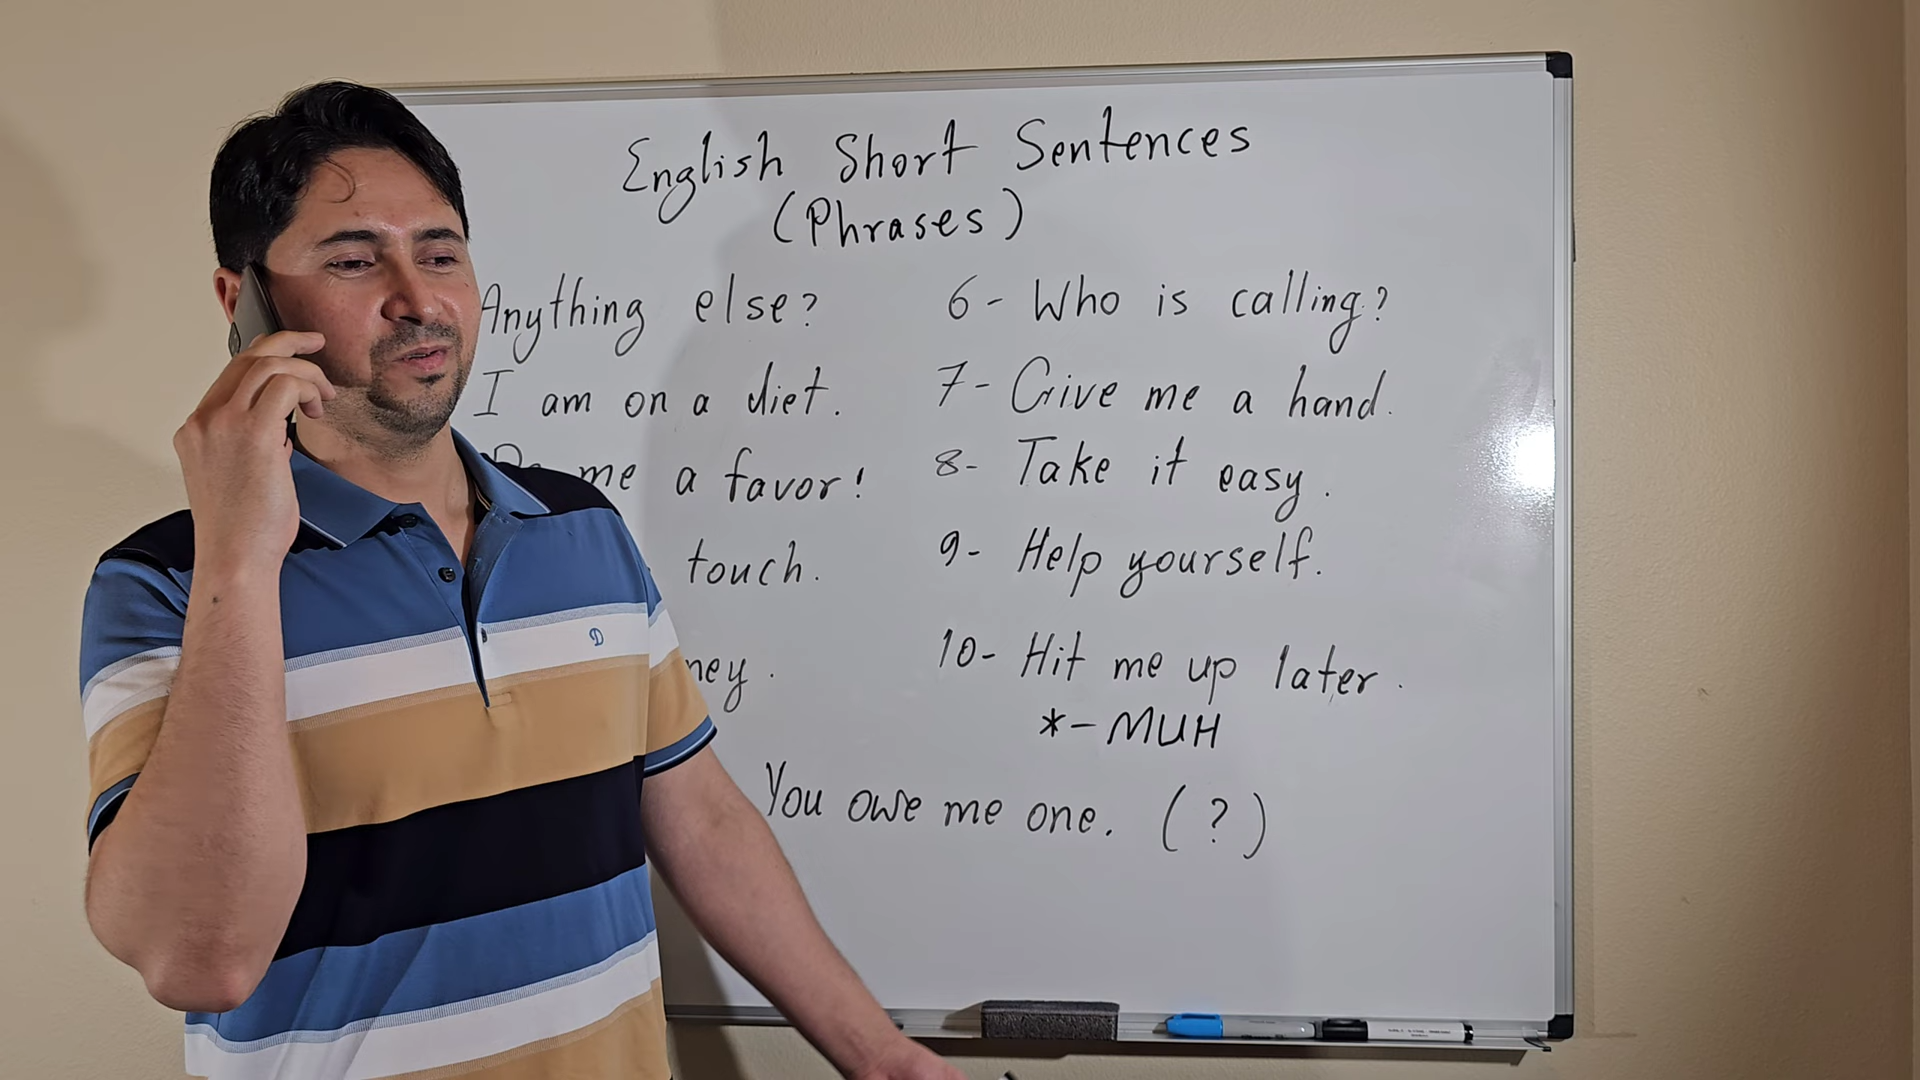 English Short Sentences
(Phrases)
Anything else?
I am on a diet.
me a favor!
touch.
6- Who is calling?
7- Give me a hand.
8- Take it easy.
9- Help yourself.
10- Hit me up later.
*- MUH
You owe me one. (?)
D